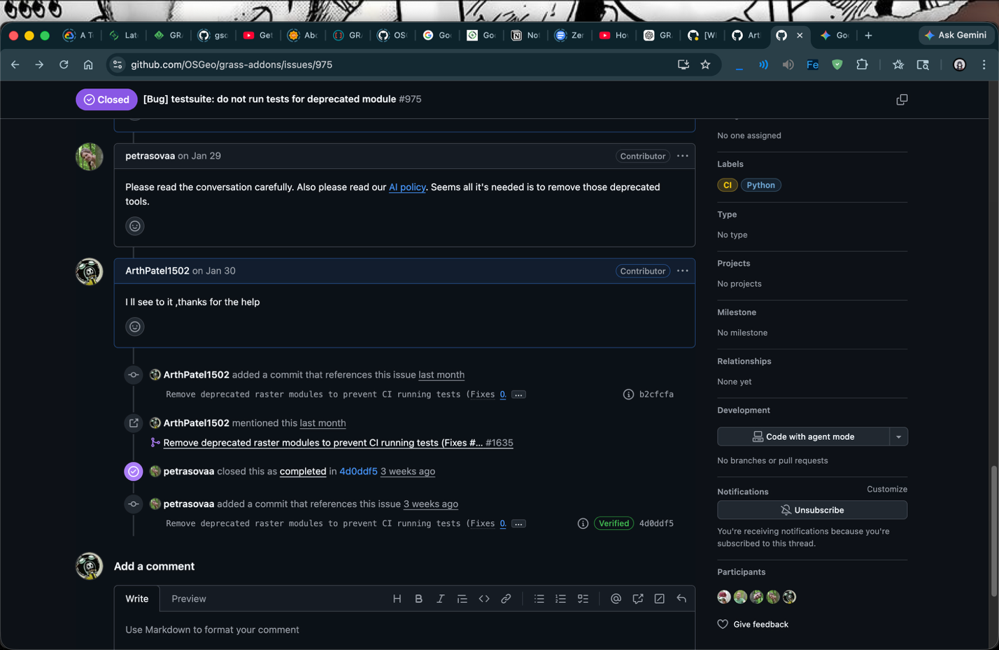 A T
Lat
GR
gsc
Get
Abc
GR
OS
Goo
Goo
Not
Zer
Hov
GR
[W
Art
Goo
Ask Gemini
github.com/OSGeo/grass-addons/issues/975
Fe
Closed [Bug] testsuite: do not run tests for deprecated module #975
No one assigned
petrasovaa on Jan 29
Contributor
Please read the conversation carefully. Also please read our AI policy. Seems all it's needed is to remove those deprecated
tools.
Labels
CI Python
Type
No type
Projects
No projects
Milestone
No milestone
Relationships
None yet
Development
Code with agent mode
No branches or pull requests
Notifications
Customize
Unsubscribe
You're receiving notifications because you're
subscribed to this thread.
Participants
Give feedback
ArthPatel1502 on Jan 30
Contributor
I ll see to it ,thanks for the help
ArthPatel1502 added a commit that references this issue last month
Remove deprecated raster modules to prevent CI running tests (Fixes O. ...
b2cfcfa
ArthPatel1502 mentioned this last month
Remove deprecated raster modules to prevent CI running tests (Fixes #... #1635
petrasovaa closed this as completed in 4d0ddf5 3 weeks ago
petrasovaa added a commit that references this issue 3 weeks ago
Remove deprecated raster modules to prevent CI running tests (Fixes O. ...
Verified 4d0ddf5
Add a comment
Write
Preview
H B I
Use Markdown to format your comment